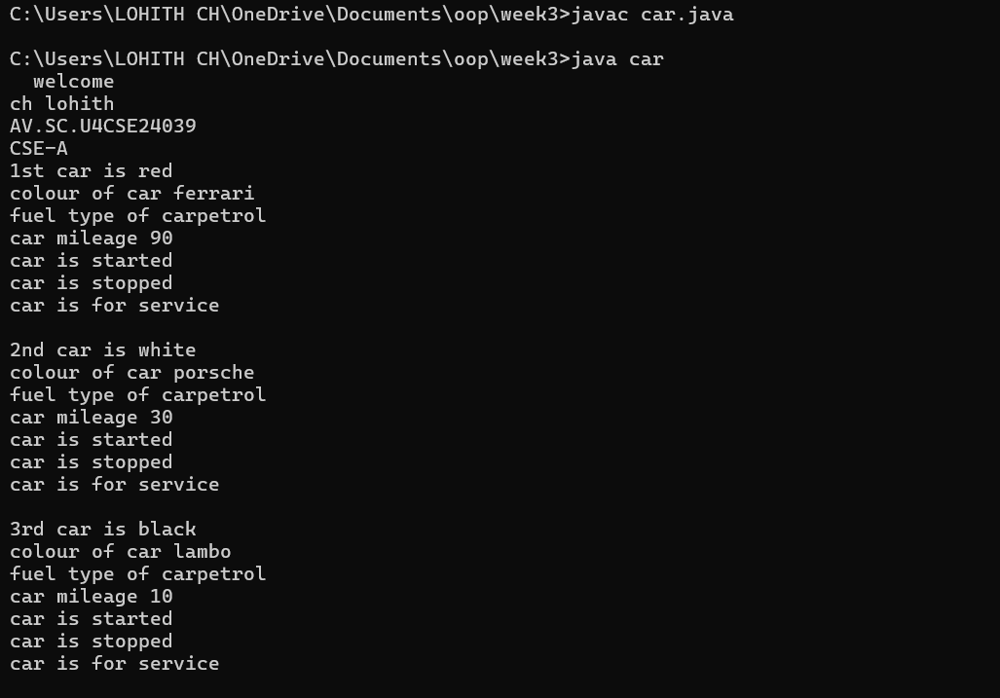 C:\Users\LOHITH CH\OneDrive\Documents\oop\week3>javac car.java
C:\Users\LOHITH CH\OneDrive\Documents\oop\week3>java car
welcome
ch lohith
AV.SC.U4CSE24039
CSE-A
1st car is red
colour of car ferrari
fuel type of carpetrol
car mileage 90
car is started
car is stopped
car is for service
2nd car is white
colour of car porsche
fuel type of carpetrol
car mileage 30
car is started
car is stopped
car is for service
3rd car is black
colour of car lambo
fuel type of carpetrol
car mileage 10
car is started
car is stopped
car is for service